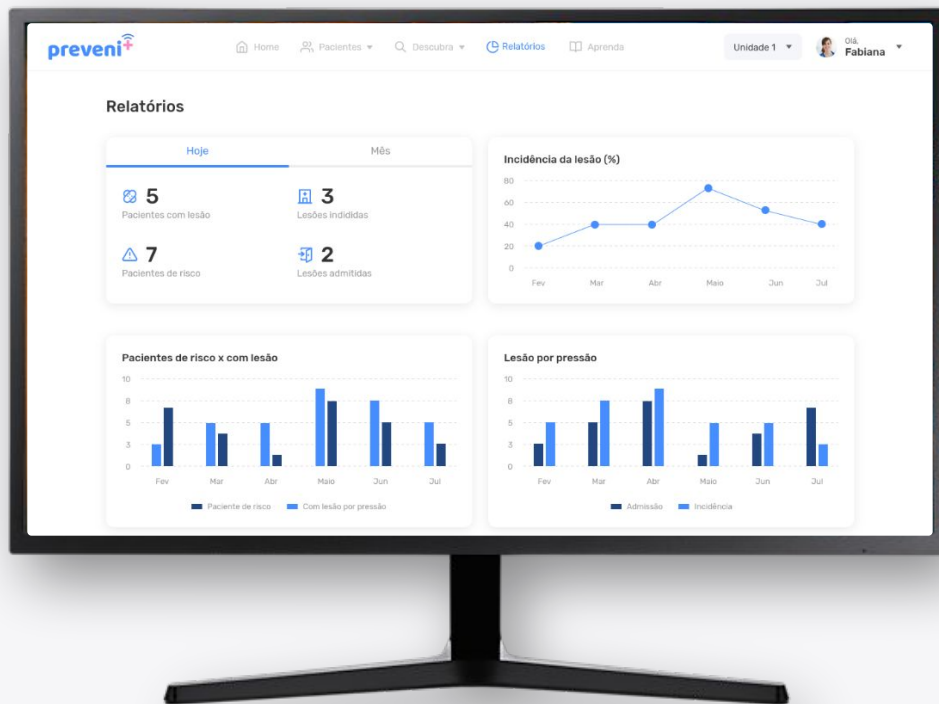 preveni+
Home Pacientes Descubra Relatórios Aprenda Unidade 1 Olá,
Fabiana
Relatórios
Hoje Mês
5
Pacientes com lesão
3
Lesões indididas
7
Pacientes de risco
2
Lesões admitidas
Incidência da lesão (%)
80
60
40
20
0
Fev Mar Abr Maio Jun Jul
Pacientes de risco x com lesão
10
8
5
3
0
Fev Mar Abr Maio Jun Jul
Paciente de risco Com lesão por pressão
Lesão por pressão
10
8
5
3
0
Fev Mar Abr Maio Jun Jul
Admissão Incidência